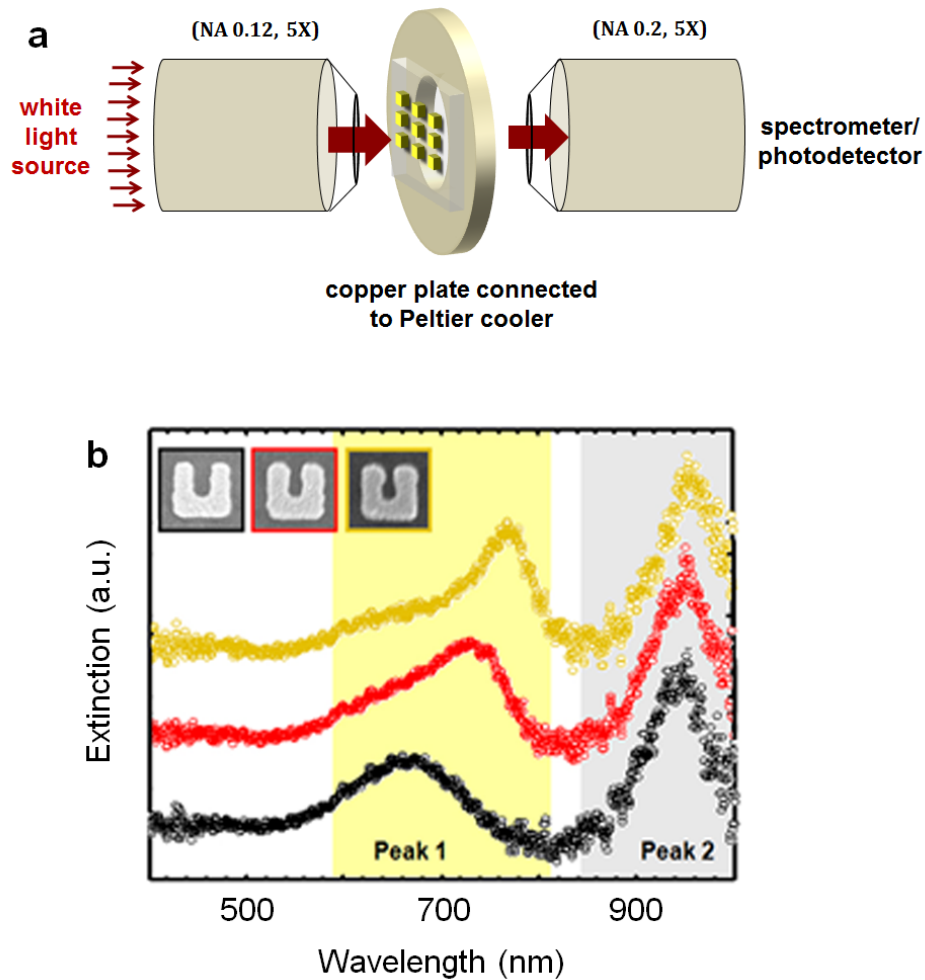 a
(NA 0.12, 5X)
(NA 0.2, 5X)
white
light
source
spectrometer/
photodetector
copper plate connected
to Peltier cooler
b
Extinction (a.u.)
Peak 1
Peak 2
500
700
900
Wavelength (nm)